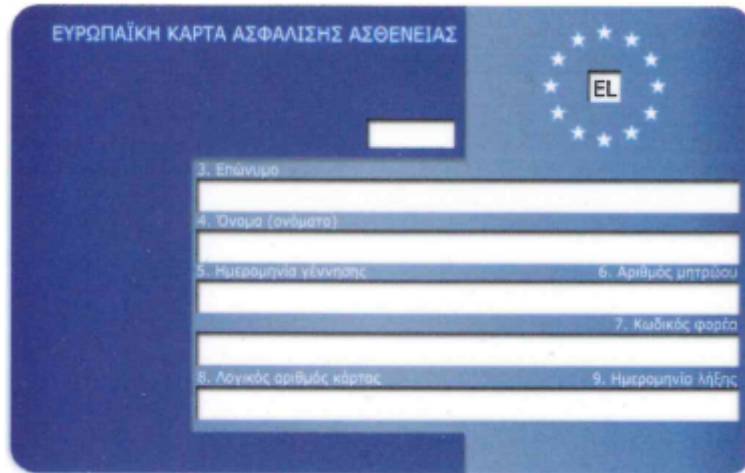 ΕΥΡΩΠΑΪΚΗ ΚΑΡΤΑ ΑΣΦΑΛΙΣΗΣ ΑΣΘΕΝΕΙΑΣ
EL
3. Επώνυμο
4. Όνομα (ονόματα)
5. Ημερομηνία γέννησης 6. Αριθμός μητρώου
7. Κωδικός φορέα
8. Λογικός αριθμός κάρτας 9. Ημερομηνία λήξης